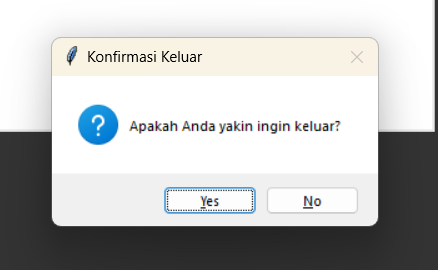 Konfirmasi Keluar
Apakah Anda yakin ingin keluar?
Yes No